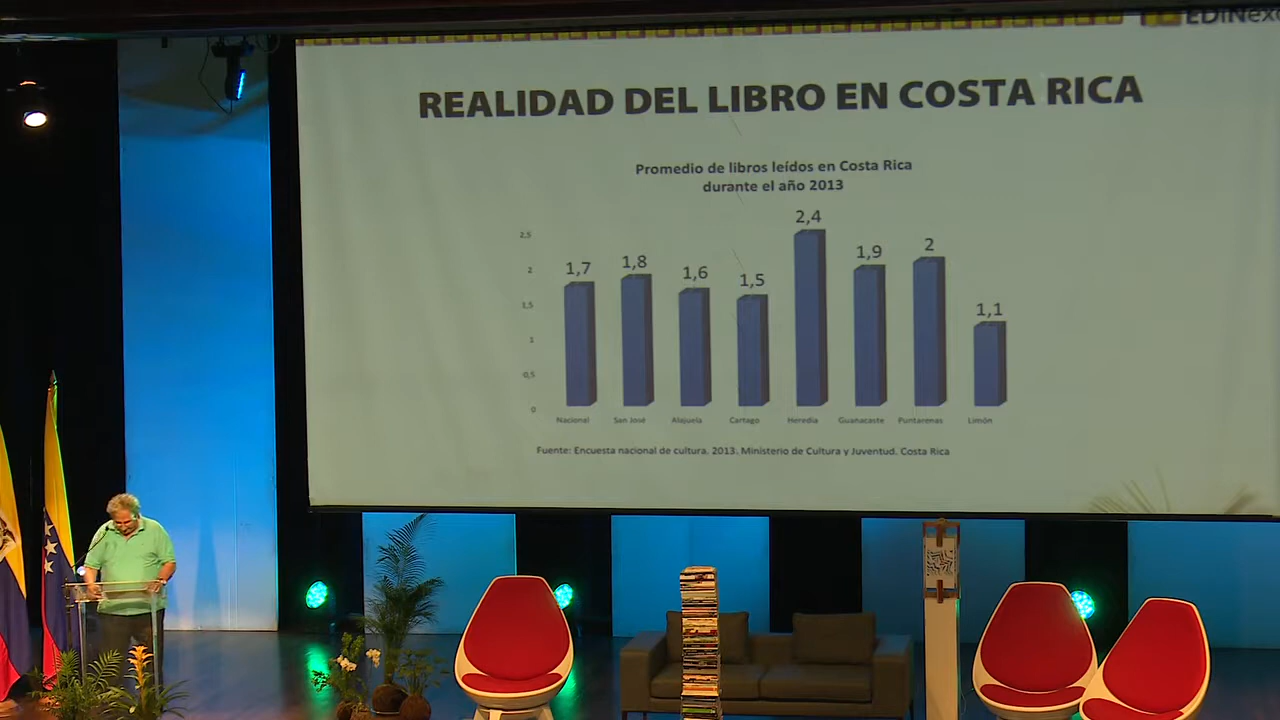 EDiNex
REALIDAD DEL LIBRO EN COSTA RICA
Promedio de libros leídos en Costa Rica
durante el año 2013
2,5
2
1,5
1
0,5
0
1,7
1,8
1,6
1,5
2,4
1,9
2
1,1
Nacional San José Alajuela Cartago Heredia Guanacaste Puntarenas Limón
Fuente: Encuesta nacional de cultura. 2013. Ministerio de Cultura y Juventud. Costa Rica